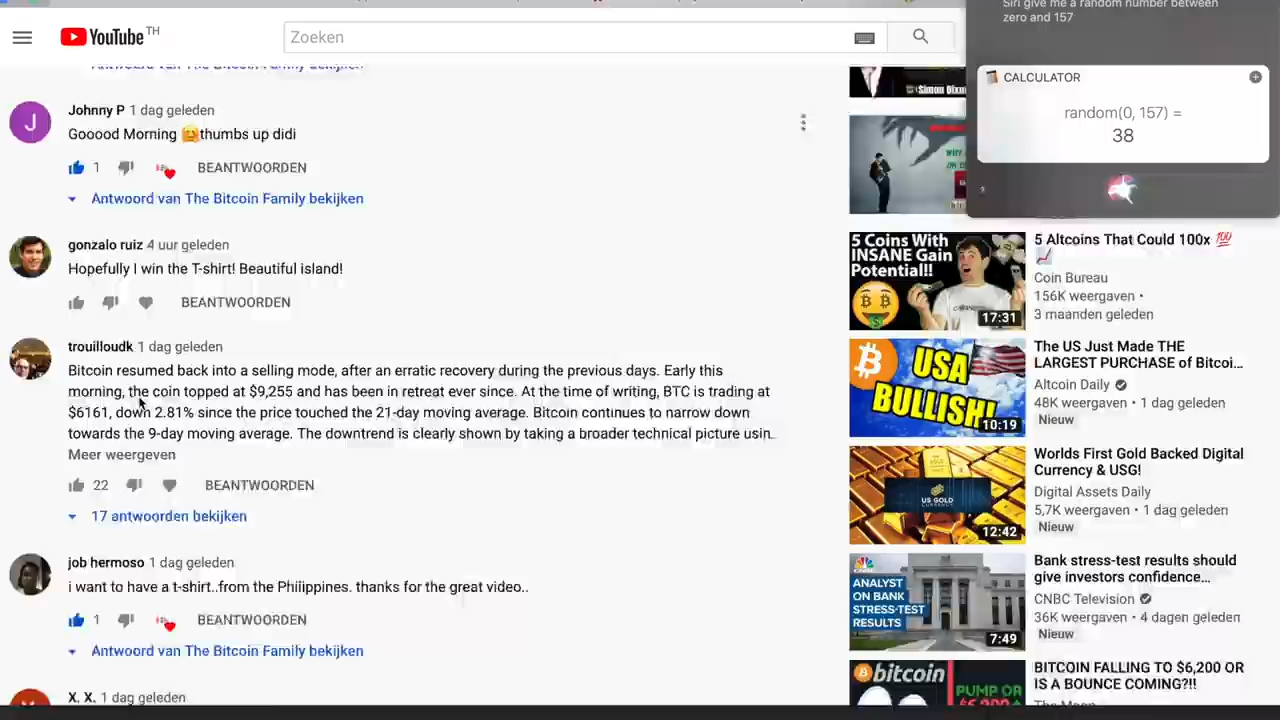 Siri give me a random number between
zero and 157
YouTube TH
Zoeken
CALCULATOR
random(0, 157) =
38
?
Antwoord van The Bitcoin Family bekijken
Johnny P 1 dag geleden
Gooood Morning 🤗thumbs up didi
1 BEANTWOORDEN
Antwoord van The Bitcoin Family bekijken
gonzalo ruiz 4 uur geleden
Hopefully I win the T-shirt! Beautiful island!
BEANTWOORDEN
trouilloudk 1 dag geleden
Bitcoin resumed back into a selling mode, after an erratic recovery during the previous days. Early this
morning, the coin topped at $9,255 and has been in retreat ever since. At the time of writing, BTC is trading at
$6161, down 2.81% since the price touched the 21-day moving average. Bitcoin continues to narrow down
towards the 9-day moving average. The downtrend is clearly shown by taking a broader technical picture usin..
Meer weergeven
22 BEANTWOORDEN
17 antwoorden bekijken
job hermoso 1 dag geleden
i want to have a t-shirt..from the Philippines. thanks for the great video..
1 BEANTWOORDEN
Antwoord van The Bitcoin Family bekijken
X. X. 1 dag geleden
Simon Dixon
5 Coins With
INSANE Gain
Potential!!
17:31
5 Altcoins That Could 100x 💯
📈
Coin Bureau
156K weergaven •
3 maanden geleden
USA
BULLISH!
10:19
The US Just Made THE
LARGEST PURCHASE of Bitcoi...
Altcoin Daily
48K weergaven • 1 dag geleden
Nieuw
US GOLD
CURRENCY
12:42
Worlds First Gold Backed Digital
Currency & USG!
Digital Assets Daily
5,7K weergaven • 1 dag geleden
Nieuw
ANALYST
ON BANK
STRESS-TEST
RESULTS
7:49
Bank stress-test results should
give investors confidence...
CNBC Television
36K weergaven • 4 dagen geleden
Nieuw
bitcoin
PUMP OR
$6,200
BITCOIN FALLING TO $6,200 OR
IS A BOUNCE COMING?!!
The Moon